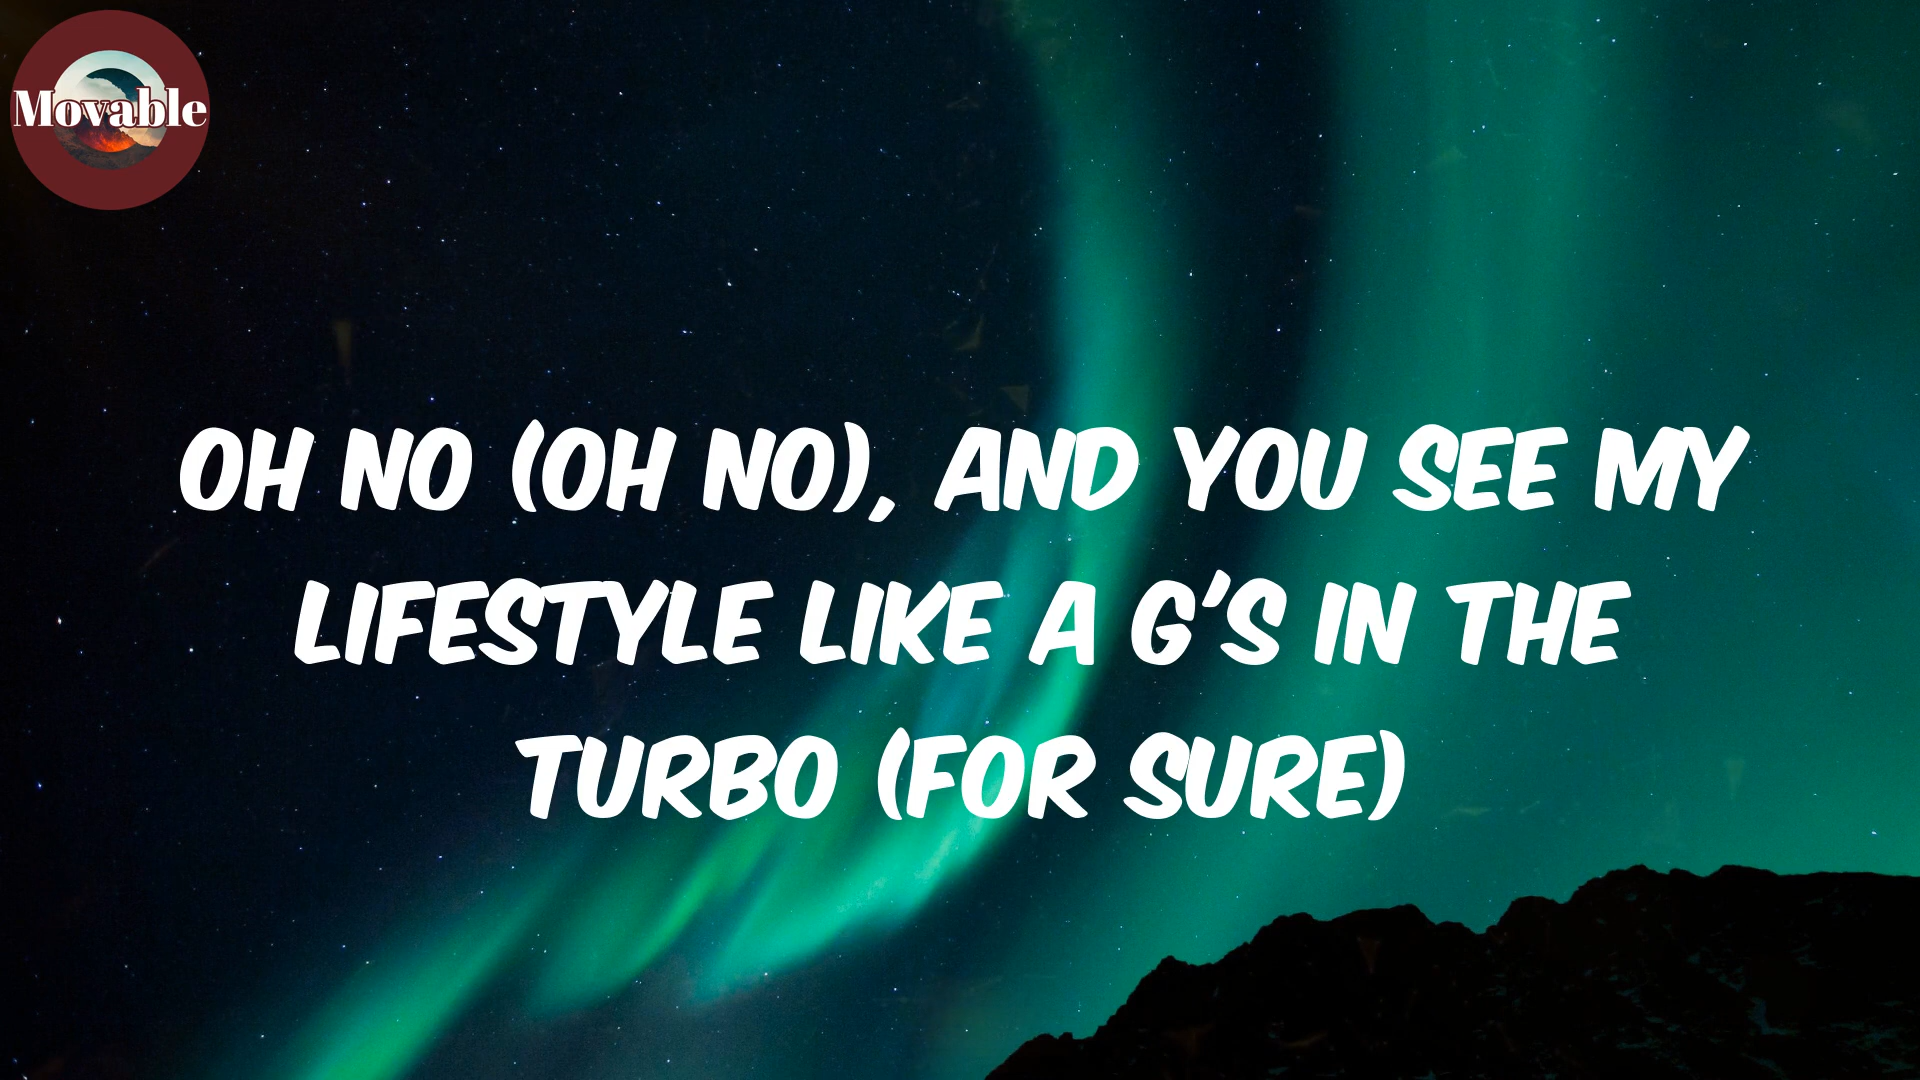 Movable
OH NO (OH NO), AND YOU SEE MY
LIFESTYLE LIKE A G'S IN THE
TURBO (FOR SURE)